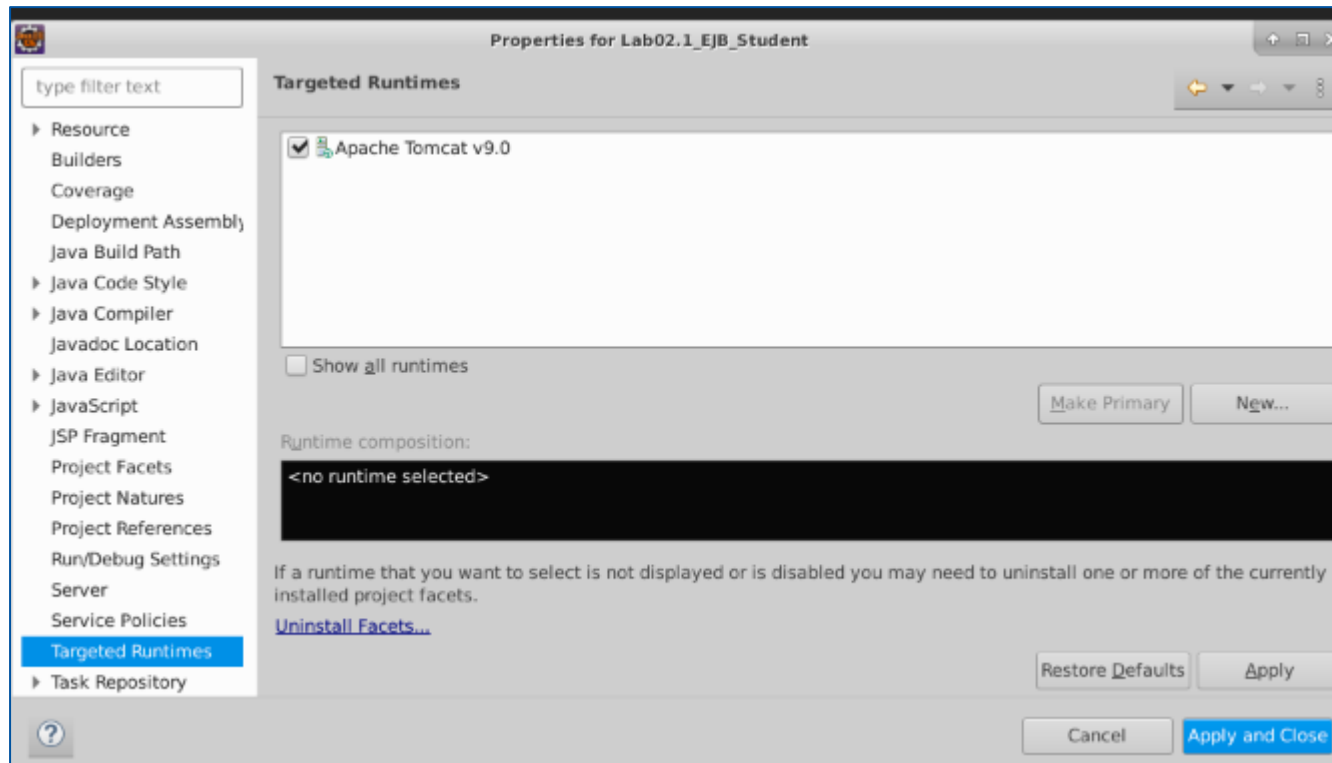 Properties for Lab02.1_EJB_Student
type filter text
Resource
Builders
Coverage
Deployment Assembly
Java Build Path
Java Code Style
Java Compiler
Javadoc Location
Java Editor
JavaScript
JSP Fragment
Project Facets
Project Natures
Project References
Run/Debug Settings
Server
Service Policies
Targeted Runtimes
Task Repository
Targeted Runtimes
Apache Tomcat v9.0
Show all runtimes
Make Primary
New...
Runtime composition:
<no runtime selected>
If a runtime that you want to select is not displayed or is disabled you may need to uninstall one or more of the currently
installed project facets.
Uninstall Facets...
Restore Defaults
Apply
?
Cancel
Apply and Close